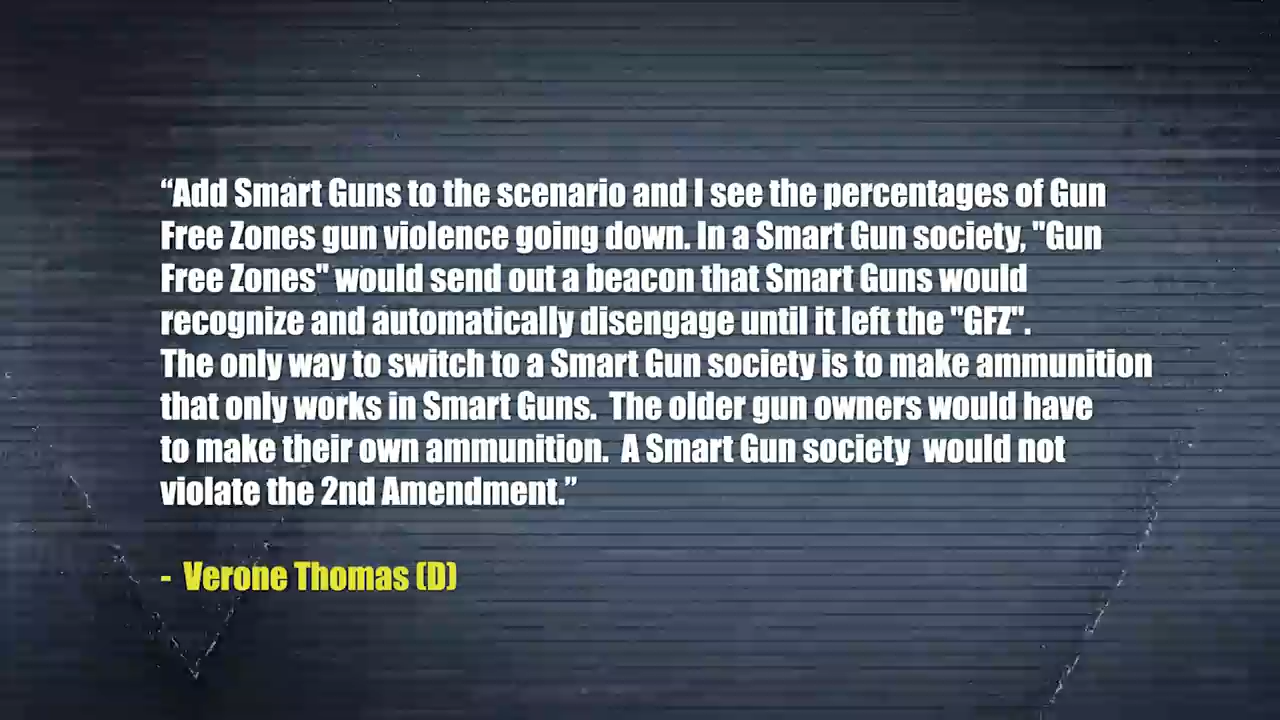 “Add Smart Guns to the scenario and I see the percentages of Gun
Free Zones gun violence going down. In a Smart Gun society, "Gun
Free Zones" would send out a beacon that Smart Guns would
recognize and automatically disengage until it left the "GFZ".
The only way to switch to a Smart Gun society is to make ammunition
that only works in Smart Guns.  The older gun owners would have
to make their own ammunition.  A Smart Gun society  would not
violate the 2nd Amendment.”
-  Verone Thomas (D)